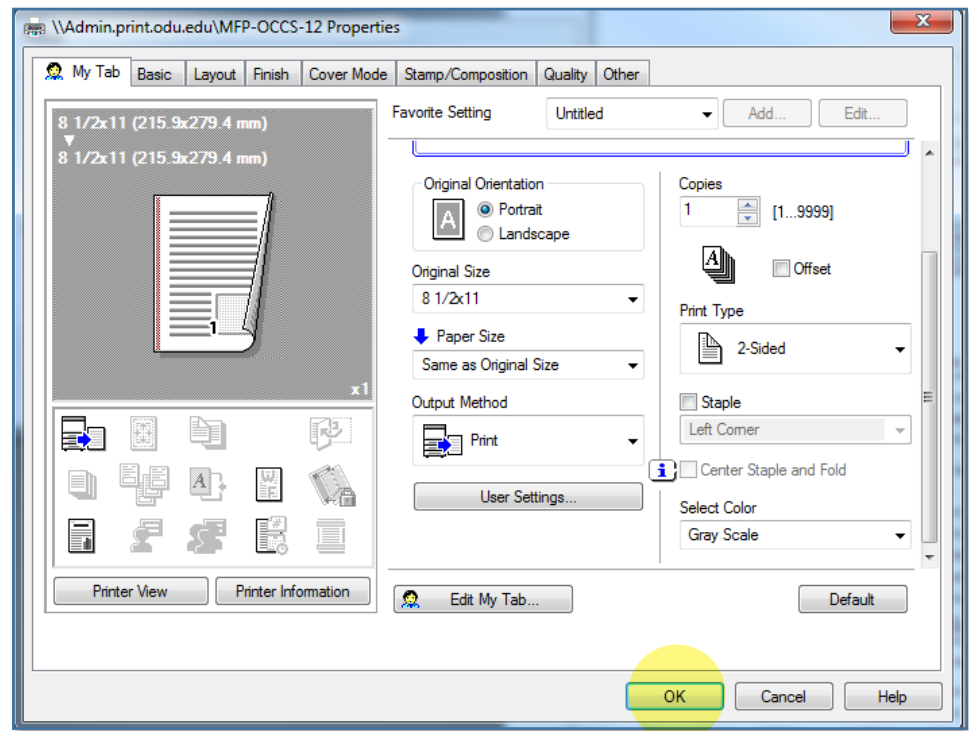 \\Admin.print.odu.edu\MFP-OCCS-12 Properties
My Tab Basic Layout Finish Cover Mode Stamp/Composition Quality Other
8 1/2x11 (215.9x279.4 mm)
8 1/2x11 (215.9x279.4 mm)
1
x1
Favorite Setting Untitled Add... Edit...
Original Orientation
A Portrait
Landscape
Original Size
8 1/2x11
Paper Size
Same as Original Size
Output Method
Print
User Settings...
Copies
1 [1...9999]
A Offset
Print Type
2-Sided
Staple
Left Corner
i Center Staple and Fold
Select Color
Gray Scale
Printer View Printer Information
Edit My Tab... Default
OK Cancel Help